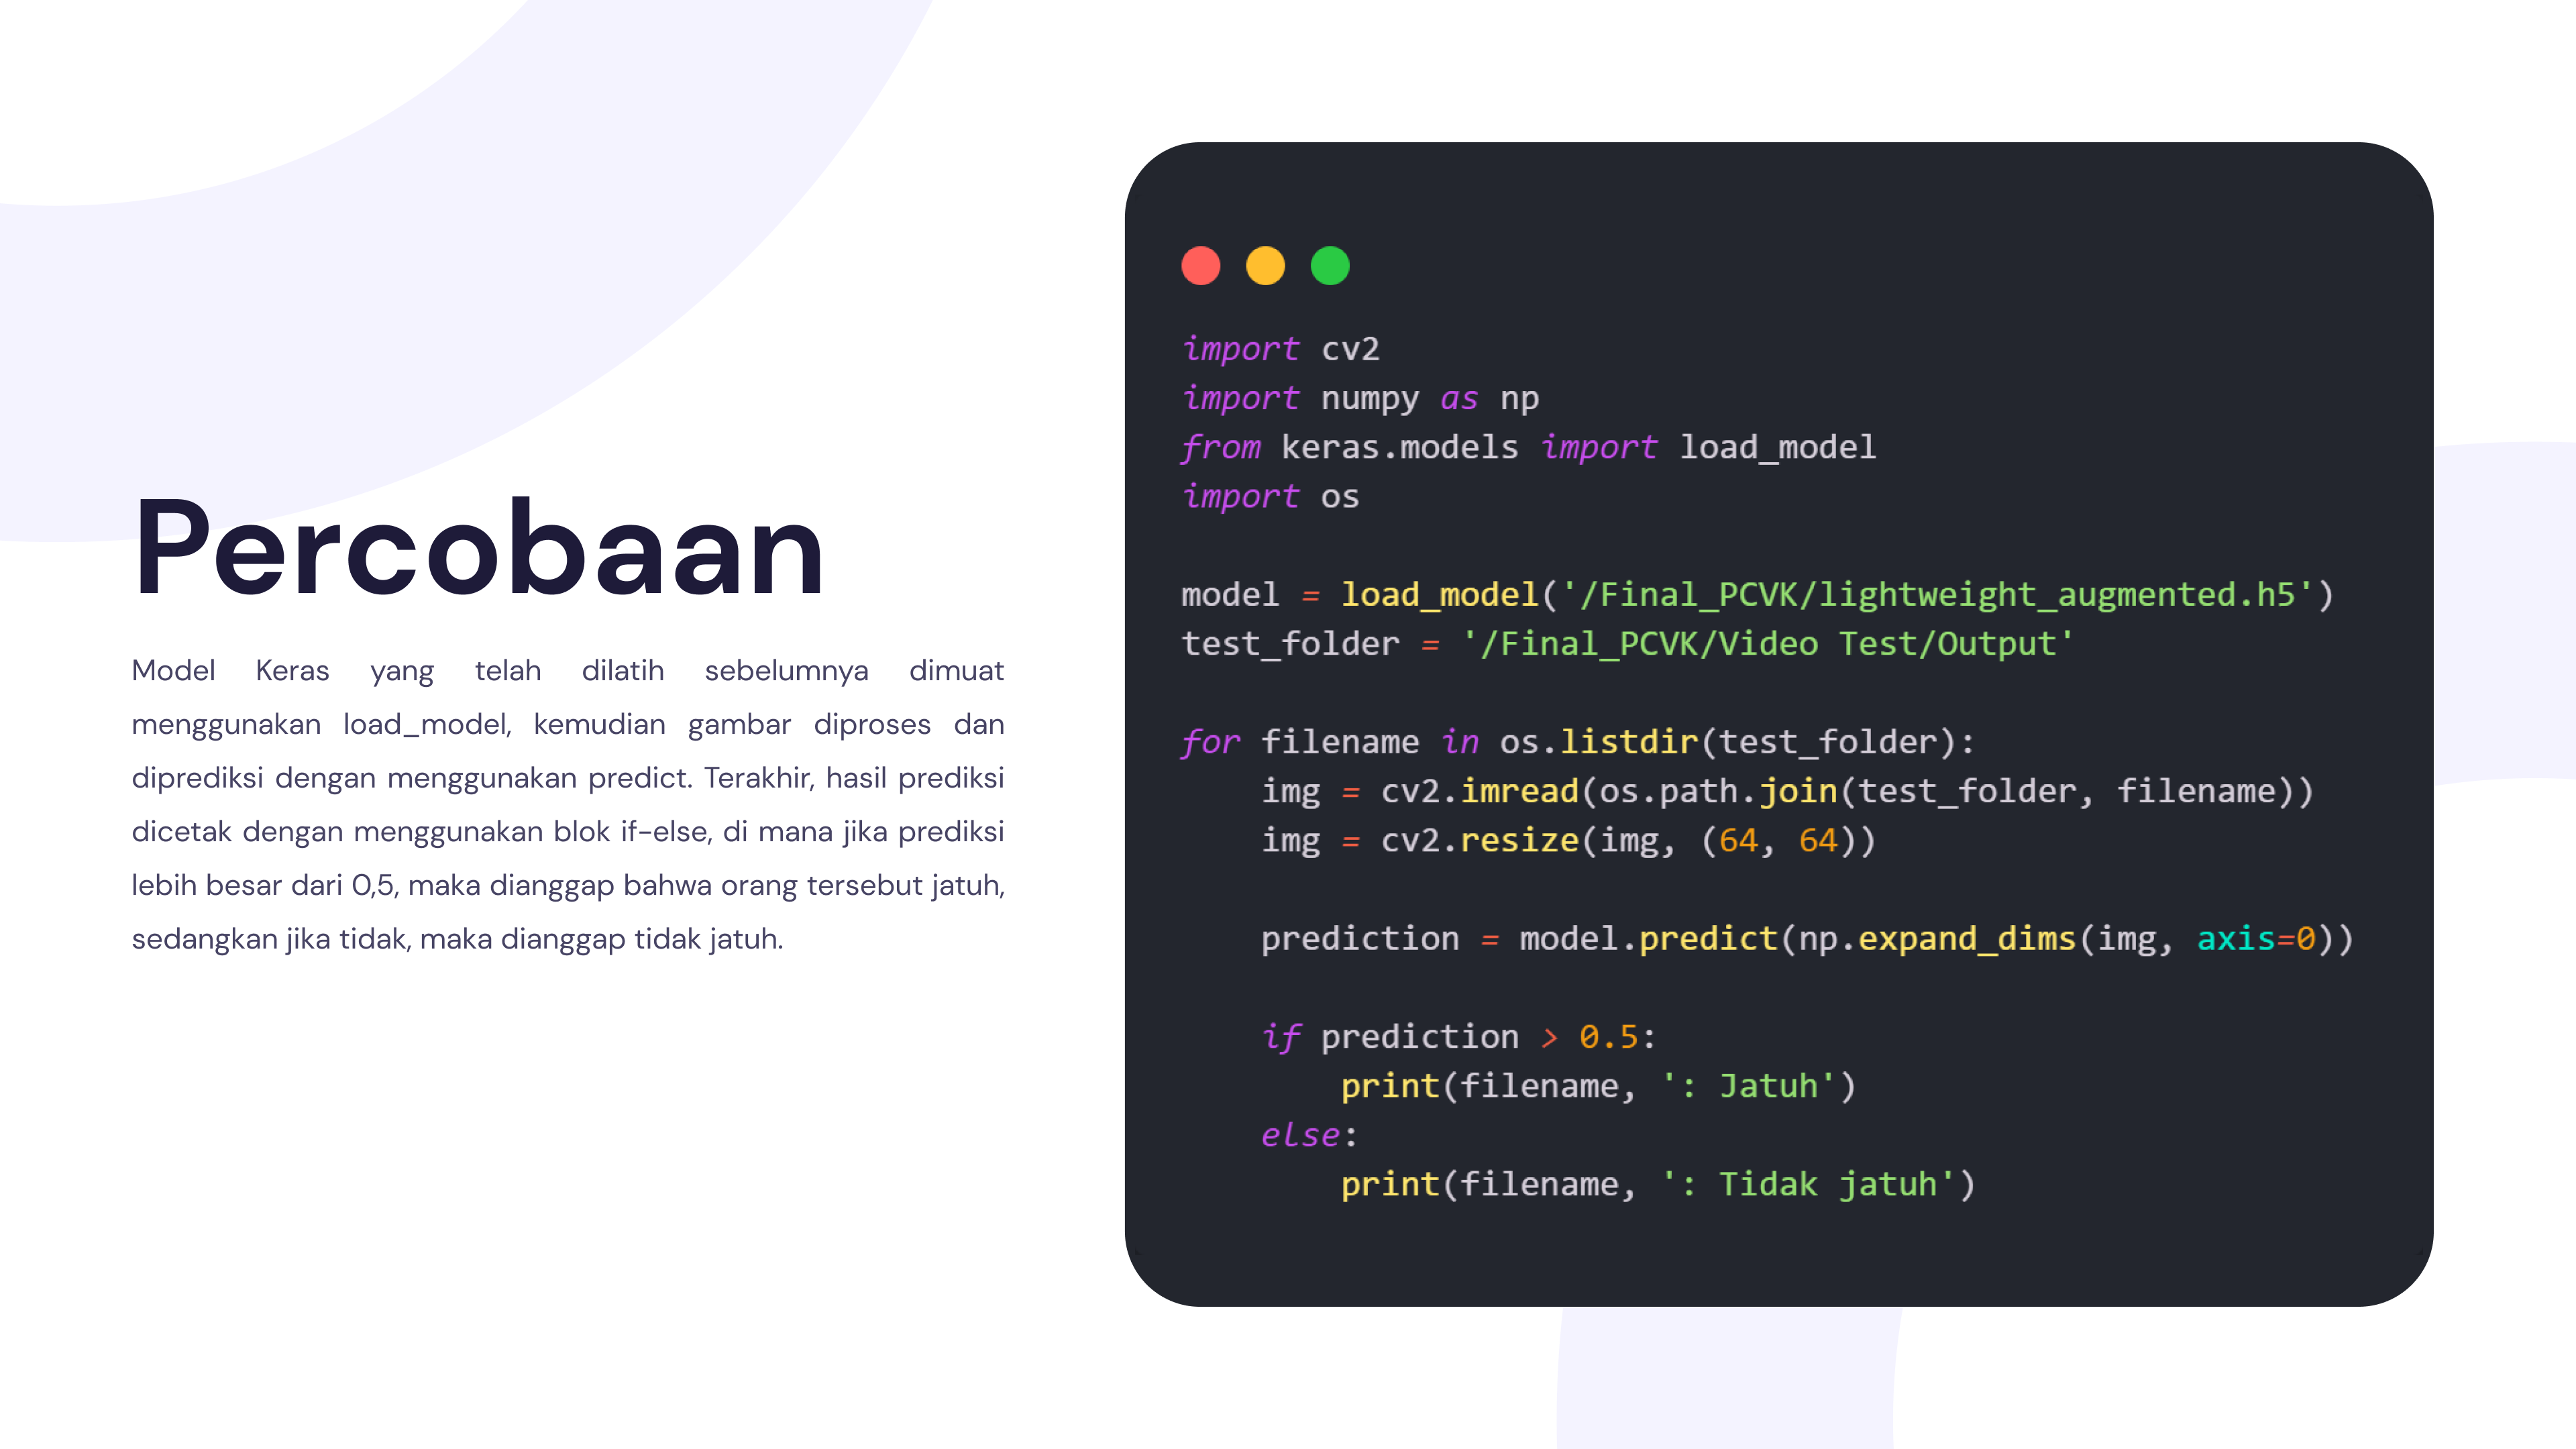 Percobaan
Model Keras yang telah dilatih sebelumnya dimuat
menggunakan load_model, kemudian gambar diproses dan
diprediksi dengan menggunakan predict. Terakhir, hasil prediksi
dicetak dengan menggunakan blok if-else, di mana jika prediksi
lebih besar dari 0,5, maka dianggap bahwa orang tersebut jatuh,
sedangkan jika tidak, maka dianggap tidak jatuh.
import cv2
import numpy as np
from keras.models import load_model
import os
model = load_model('/Final_PCVK/lightweight_augmented.h5')
test_folder = '/Final_PCVK/Video Test/Output'
for filename in os.listdir(test_folder):
    img = cv2.imread(os.path.join(test_folder, filename))
    img = cv2.resize(img, (64, 64))
    prediction = model.predict(np.expand_dims(img, axis=0))
    if prediction > 0.5:
        print(filename, ': Jatuh')
    else:
        print(filename, ': Tidak jatuh')